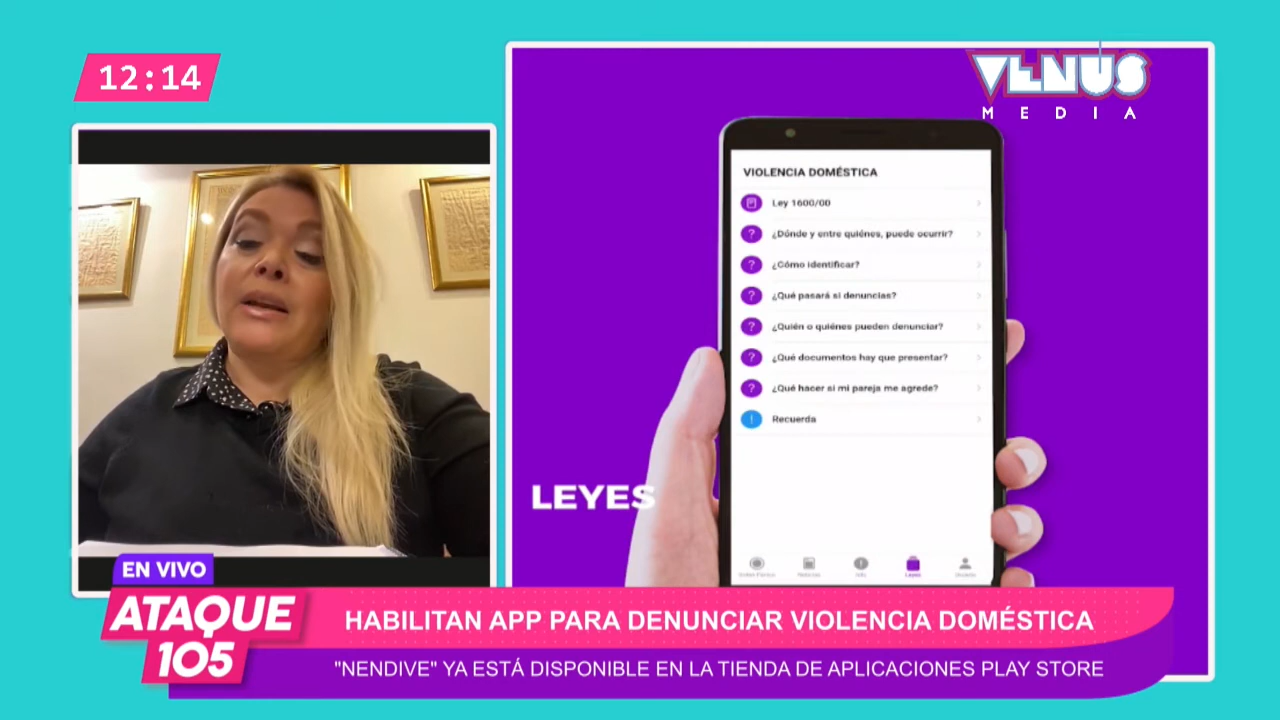 12:14
VENUS
MEDIA
VIOLENCIA DOMÉSTICA
Ley 1600/00
¿Dónde y entre quiénes, puede ocurrir?
¿Cómo identificar?
¿Qué pasará si denuncias?
¿Quién o quiénes pueden denunciar?
¿Qué documentos hay que presentar?
¿Qué hacer si mi pareja me agrede?
Recuerda
LEYES
Leyes
EN VIVO
ATAQUE
105
HABILITAN APP PARA DENUNCIAR VIOLENCIA DOMÉSTICA
"NENDIVE" YA ESTÁ DISPONIBLE EN LA TIENDA DE APLICACIONES PLAY STORE